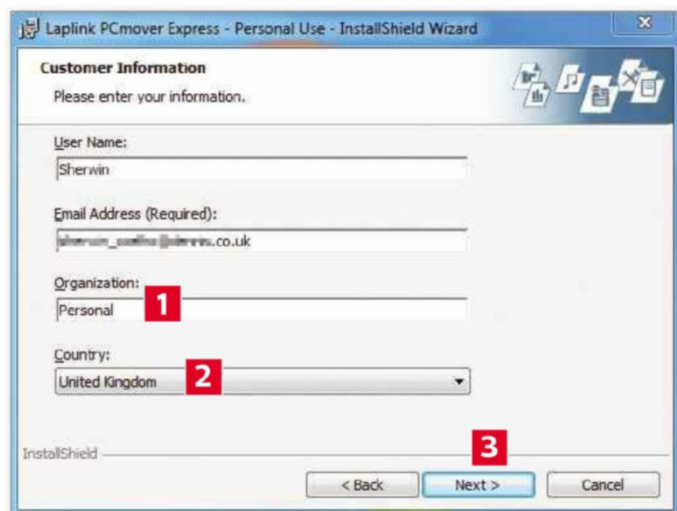 Laplink PCmover Express - Personal Use - InstallShield Wizard
Customer Information
Please enter your information.
User Name:
Sherwin
Email Address (Required):
.co.uk
Organization:
Personal 1
Country:
United Kingdom 2
InstallShield
3
< Back Next > Cancel